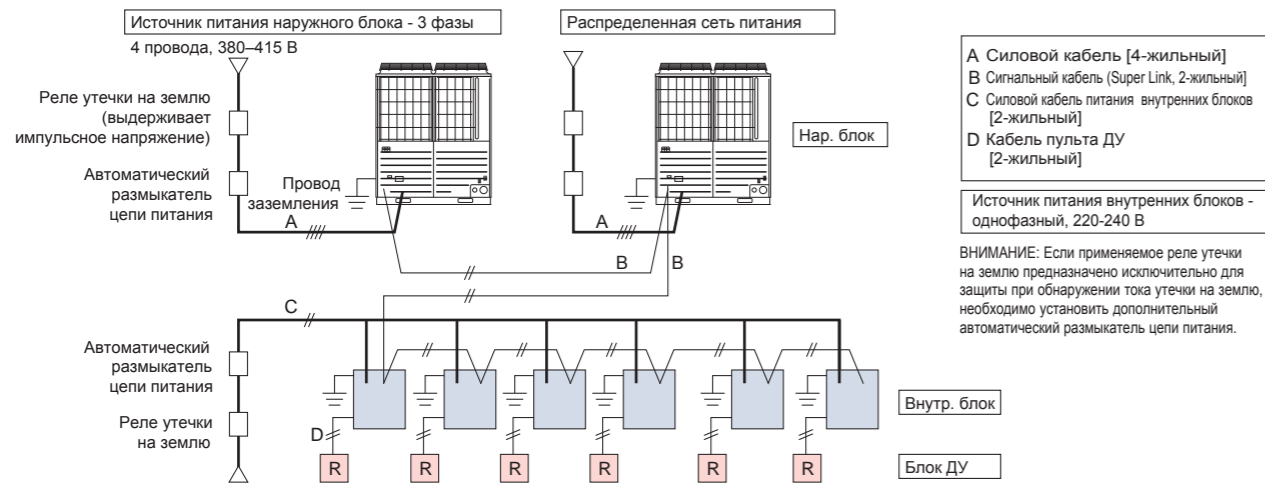 Источник питания наружного блока - 3 фазы
4 провода, 380–415 В
Распределенная сеть питания
Реле утечки на землю
(выдерживает
импульсное напряжение)
Автоматический
размыкатель
цепи питания
Провод
заземления
Нар. блок
A
A
B
B
A Силовой кабель [4-жильный]
B Сигнальный кабель (Super Link, 2-жильный]
C Силовой кабель питания внутренних блоков
[2-жильный]
D Кабель пульта ДУ
[2-жильный]
Источник питания внутренних блоков -
однофазный, 220-240 В
ВНИМАНИЕ: Если применяемое реле утечки
на землю предназначено исключительно для
защиты при обнаружении тока утечки на землю,
необходимо установить дополнительный
автоматический размыкатель цепи питания.
C
Автоматический
размыкатель
цепи питания
Реле утечки
на землю
D
Внутр. блок
R
R
R
R
R
R
Блок ДУ